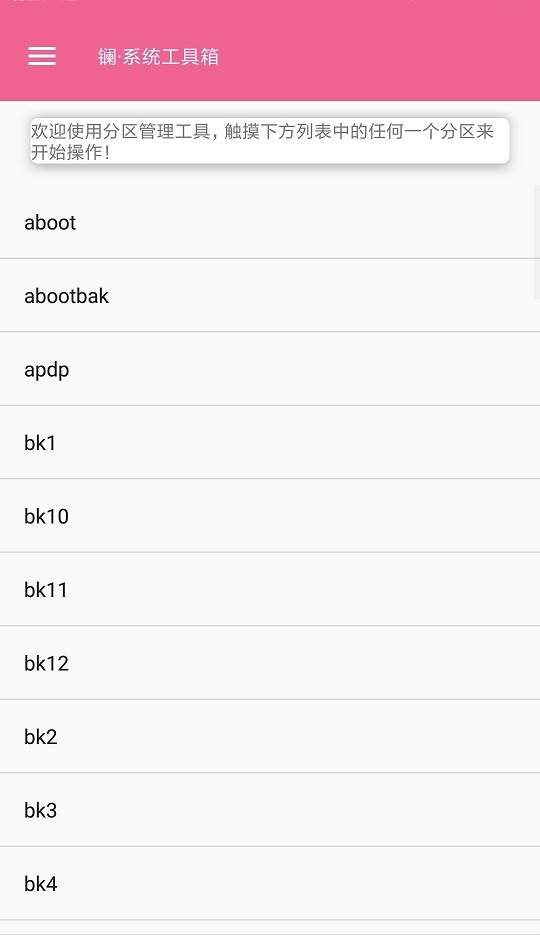 镧·系统工具箱
欢迎使用分区管理工具，触摸下方列表中的任何一个分区来
开始操作！
aboot
abootbak
apdp
bk1
bk10
bk11
bk12
bk2
bk3
bk4